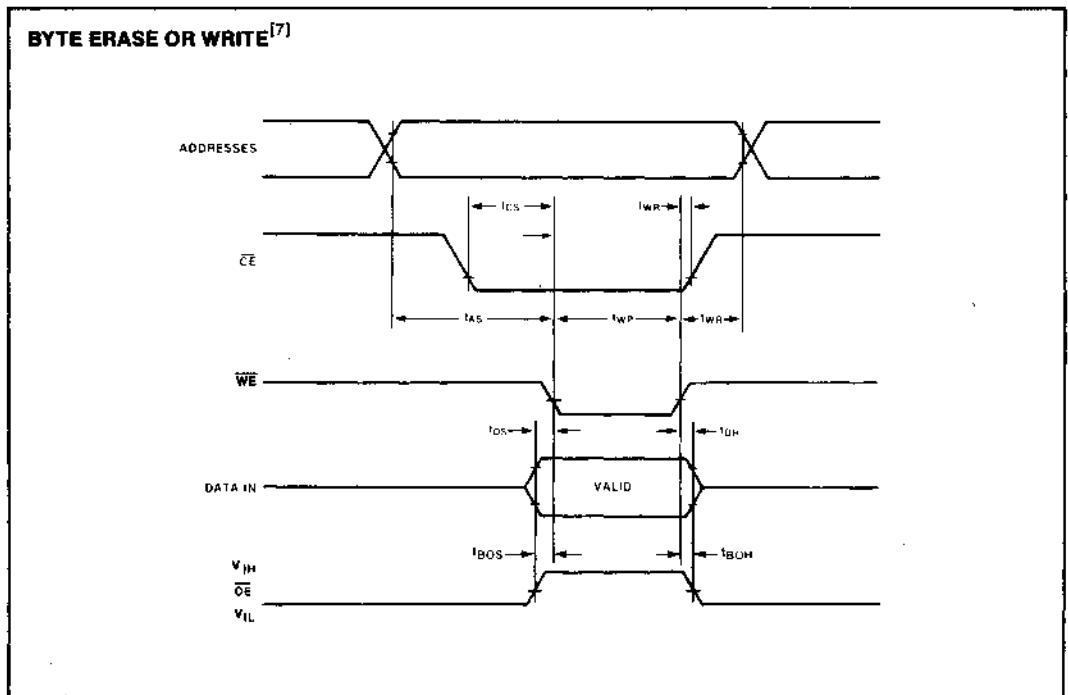 BYTE ERASE OR WRITE[7]
ADDRESSES
tCS
tWR
CE
tAS
tWP
tWR
WE
tDS
tDH
DATA IN
VALID
tBOS
tBOH
VIH
OE
VIL